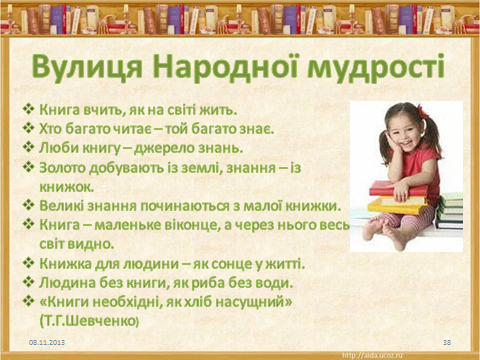 Вулиця Народної мудрості
❖ Книга вчить, як на світі жить.
❖ Хто багато читає – той багато знає.
❖ Люби книгу – джерело знань.
❖ Золото добувають із землі, знання – із
книжок.
❖ Великі знання починаються з малої книжки.
❖ Книга – маленьке віконце, а через нього весь
світ видно.
❖ Книжка для людини – як сонце у житті.
❖ Людина без книги, як риба без води.
❖ «Книги необхідні, як хліб насущний»
(Т.Г.Шевченко)
08.11.2013
38
http://aida.ucoz.ru